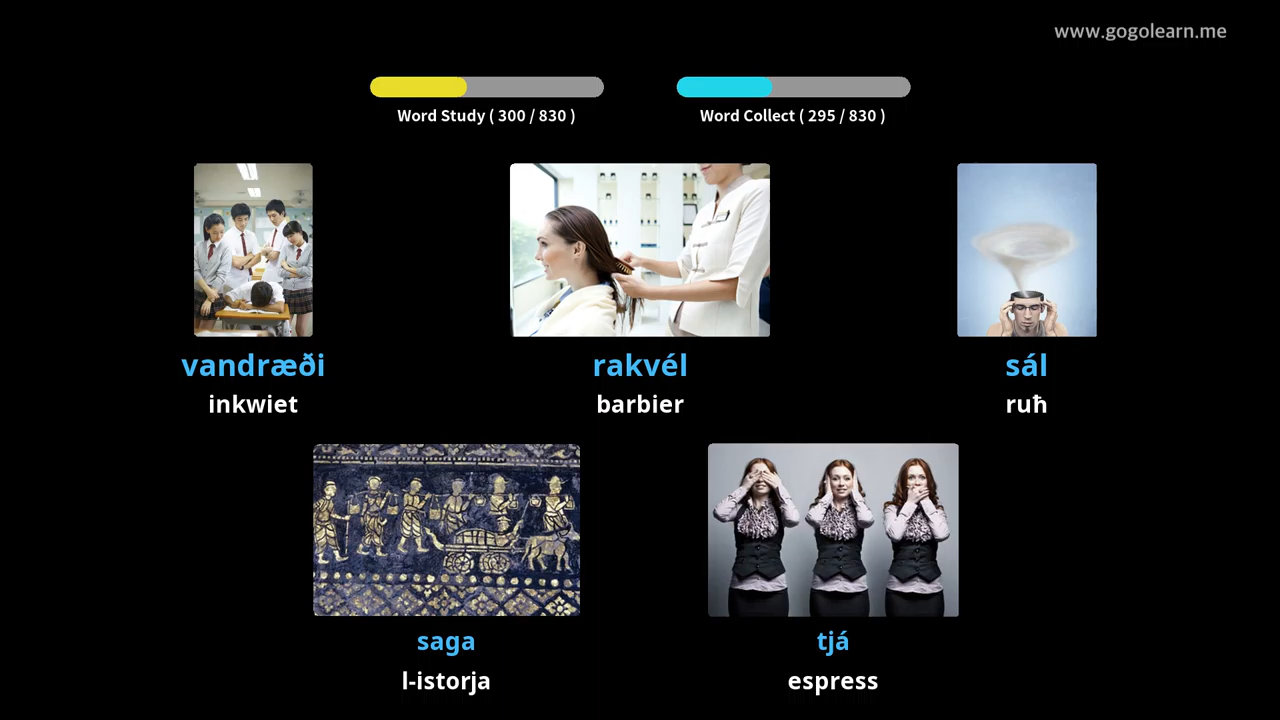 www.gogolearn.me
Word Study ( 300 / 830 )
Word Collect ( 295 / 830 )
vandræði
rakvél
sál
inkwiet
barbier
ruħ
saga
tjá
l-istorja
espress